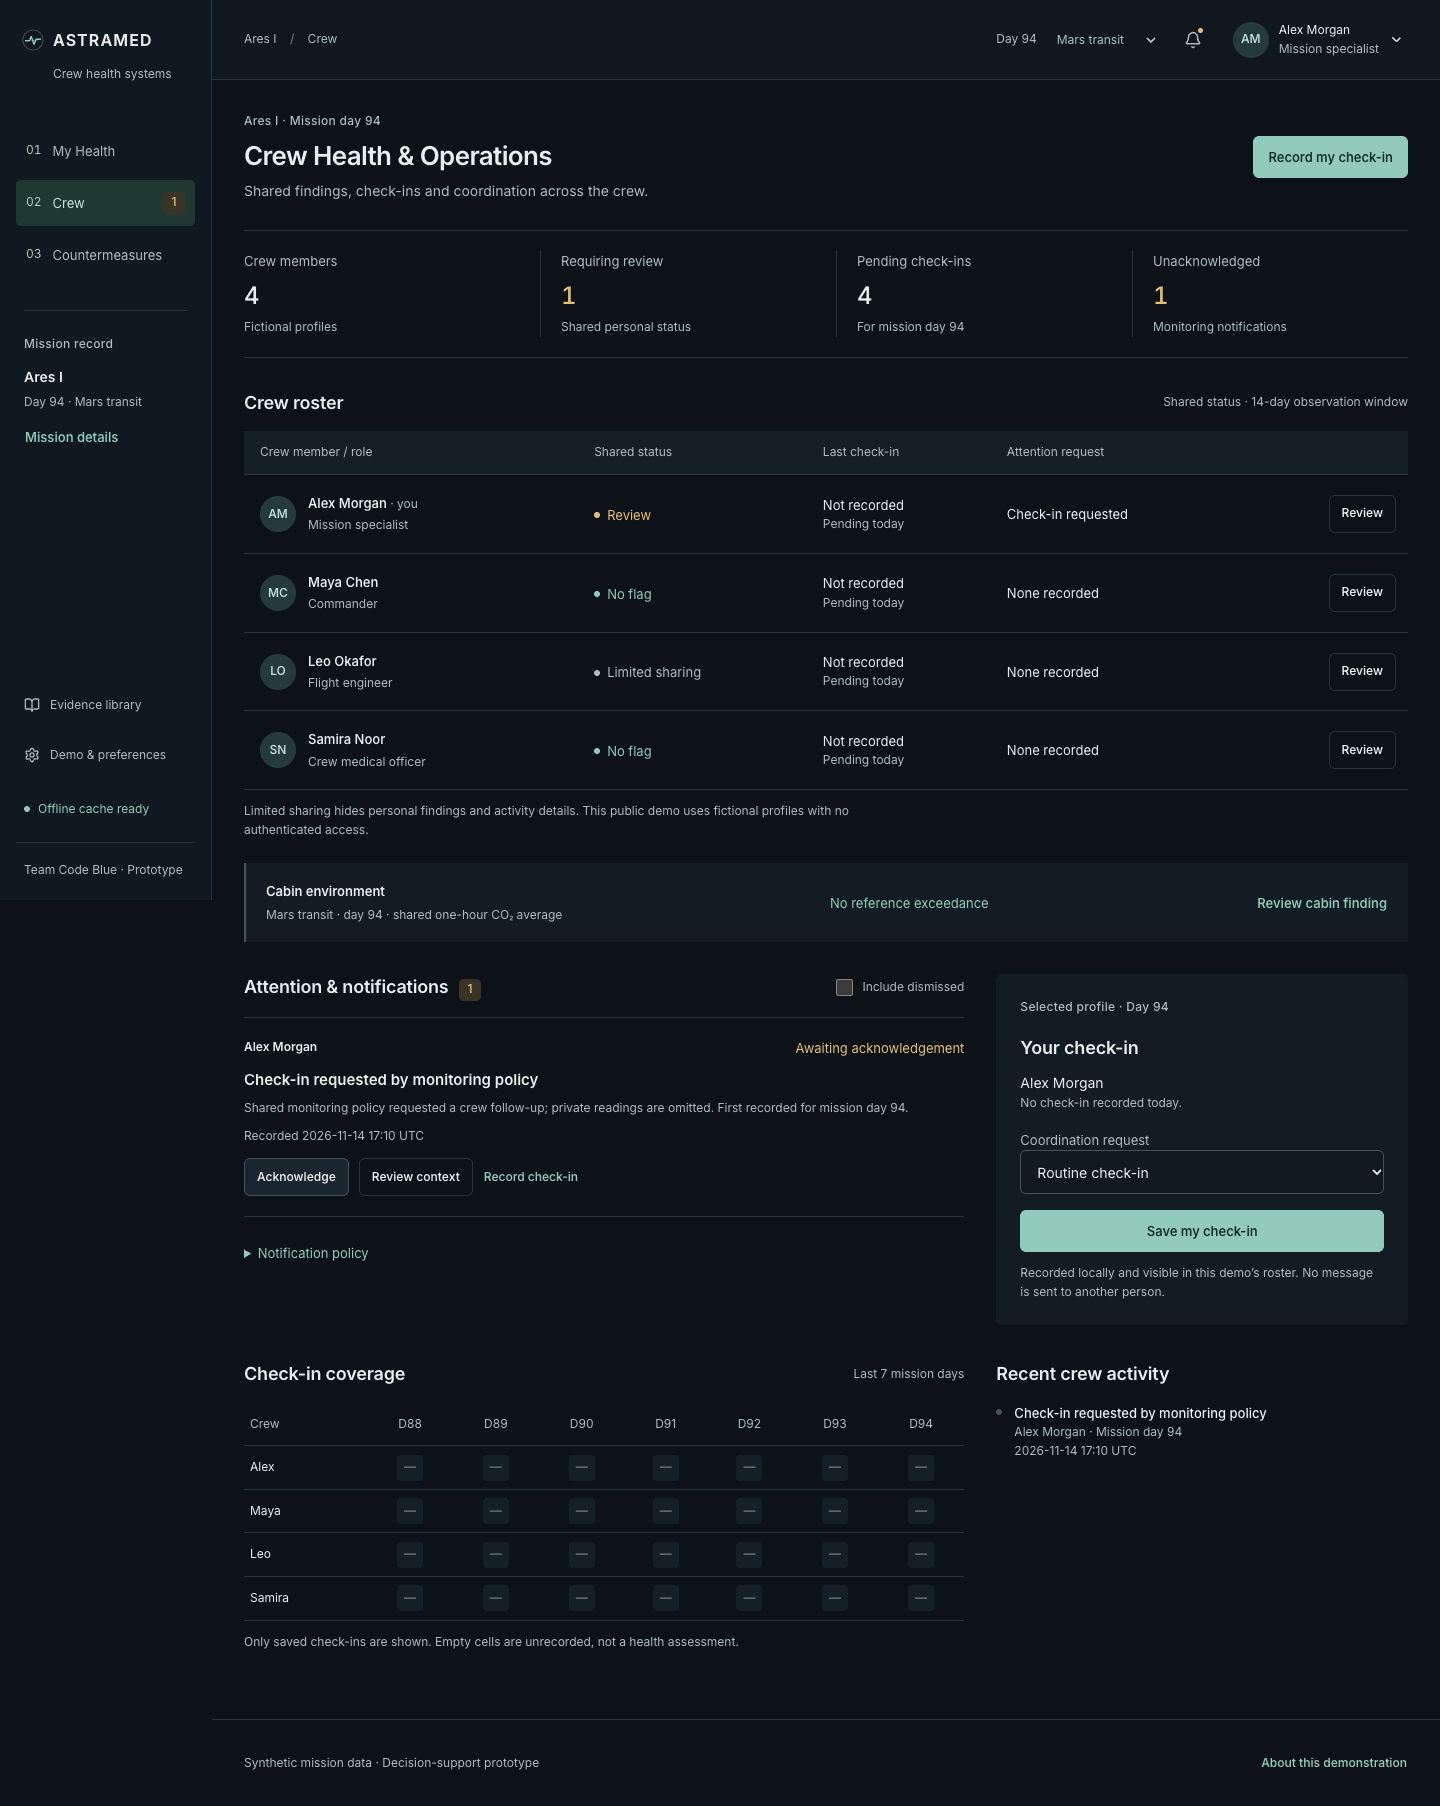 ASTRAMED
Crew health systems
01 My Health
02 Crew 1
03 Countermeasures
Mission record
Ares I
Day 94 · Mars transit
Mission details
Evidence library
Demo & preferences
Offline cache ready
Team Code Blue · Prototype
Ares I / Crew
Day 94 Mars transit
AM
Alex Morgan
Mission specialist
Ares I · Mission day 94
Crew Health & Operations
Shared findings, check-ins and coordination across the crew.
Record my check-in
Crew members
4
Fictional profiles
Requiring review
1
Shared personal status
Pending check-ins
4
For mission day 94
Unacknowledged
1
Monitoring notifications
Crew roster
Shared status · 14-day observation window
Crew member / role Shared status Last check-in Attention request
AM
Alex Morgan · you
Mission specialist
Review
Not recorded
Pending today
Check-in requested
Review
MC
Maya Chen
Commander
No flag
Not recorded
Pending today
None recorded
Review
LO
Leo Okafor
Flight engineer
Limited sharing
Not recorded
Pending today
None recorded
Review
SN
Samira Noor
Crew medical officer
No flag
Not recorded
Pending today
None recorded
Review
Limited sharing hides personal findings and activity details. This public demo uses fictional profiles with no
authenticated access.
Cabin environment
Mars transit · day 94 · shared one-hour CO₂ average
No reference exceedance
Review cabin finding
Attention & notifications 1
Include dismissed
Alex Morgan
Awaiting acknowledgement
Check-in requested by monitoring policy
Shared monitoring policy requested a crew follow-up; private readings are omitted. First recorded for mission day 94.
Recorded 2026-11-14 17:10 UTC
Acknowledge Review context Record check-in
Notification policy
Selected profile · Day 94
Your check-in
Alex Morgan
No check-in recorded today.
Coordination request
Routine check-in
Save my check-in
Recorded locally and visible in this demo’s roster. No message
is sent to another person.
Check-in coverage
Last 7 mission days
Crew D88 D89 D90 D91 D92 D93 D94
Alex — — — — — — —
Maya — — — — — — —
Leo — — — — — — —
Samira — — — — — — —
Only saved check-ins are shown. Empty cells are unrecorded, not a health assessment.
Recent crew activity
Check-in requested by monitoring policy
Alex Morgan · Mission day 94
2026-11-14 17:10 UTC
Synthetic mission data · Decision-support prototype
About this demonstration